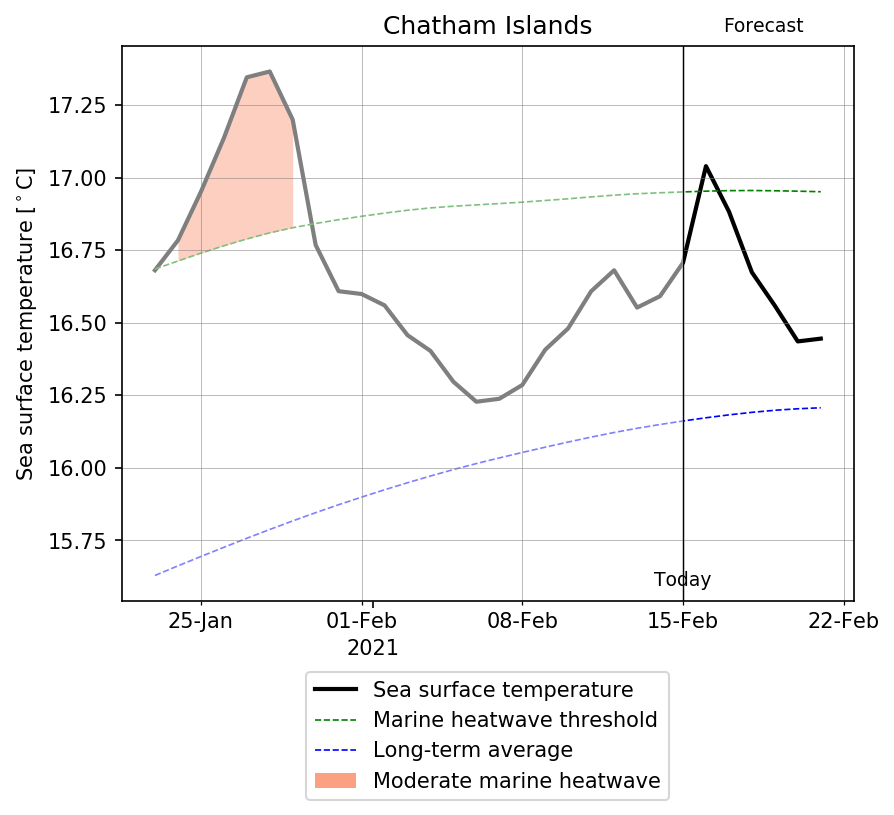 Chatham Islands
Forecast
Sea surface temperature [°C]
17.25
17.00
16.75
16.50
16.25
16.00
15.75
Today
25-Jan 01-Feb 08-Feb 15-Feb 22-Feb
2021
Sea surface temperature
Marine heatwave threshold
Long-term average
Moderate marine heatwave